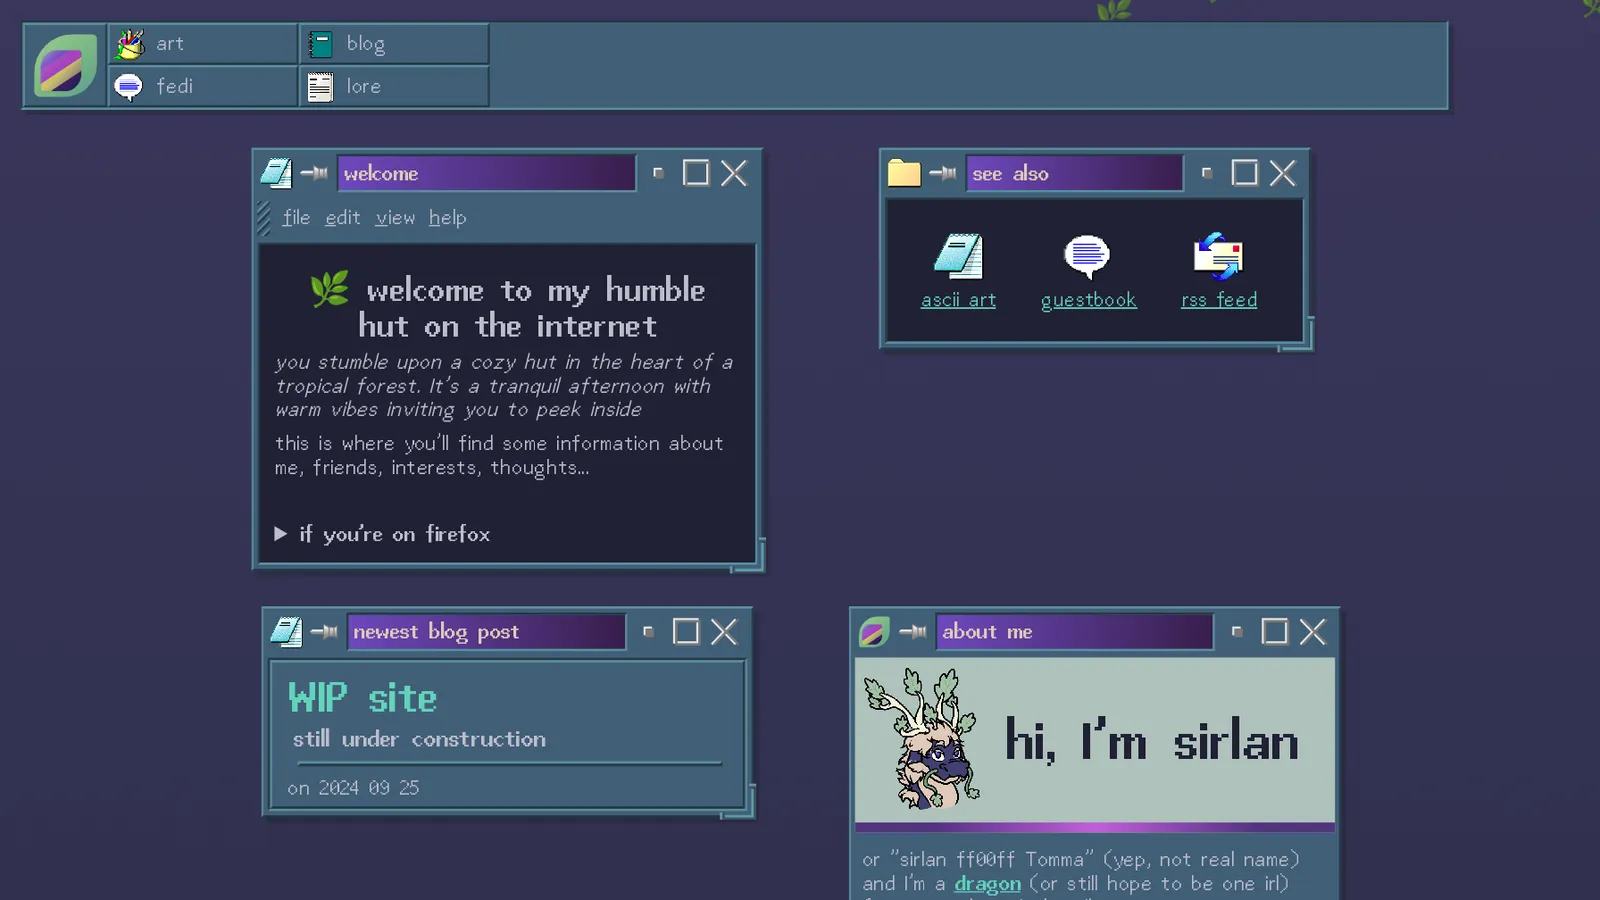 art
blog
fedi
lore
welcome
file edit view help
welcome to my humble
hut on the internet
you stumble upon a cozy hut in the heart of a
tropical forest. It's a tranquil afternoon with
warm vibes inviting you to peek inside
this is where you'll find some information about
me, friends, interests, thoughts...
if you're on firefox
see also
ascii art
guestbook
rss feed
newest blog post
WIP site
still under construction
on 2024 09 25
about me
hi, I'm sirlan
or "sirlan ff00ff Tomma" (yep, not real name)
and I'm a dragon (or still hope to be one irl)